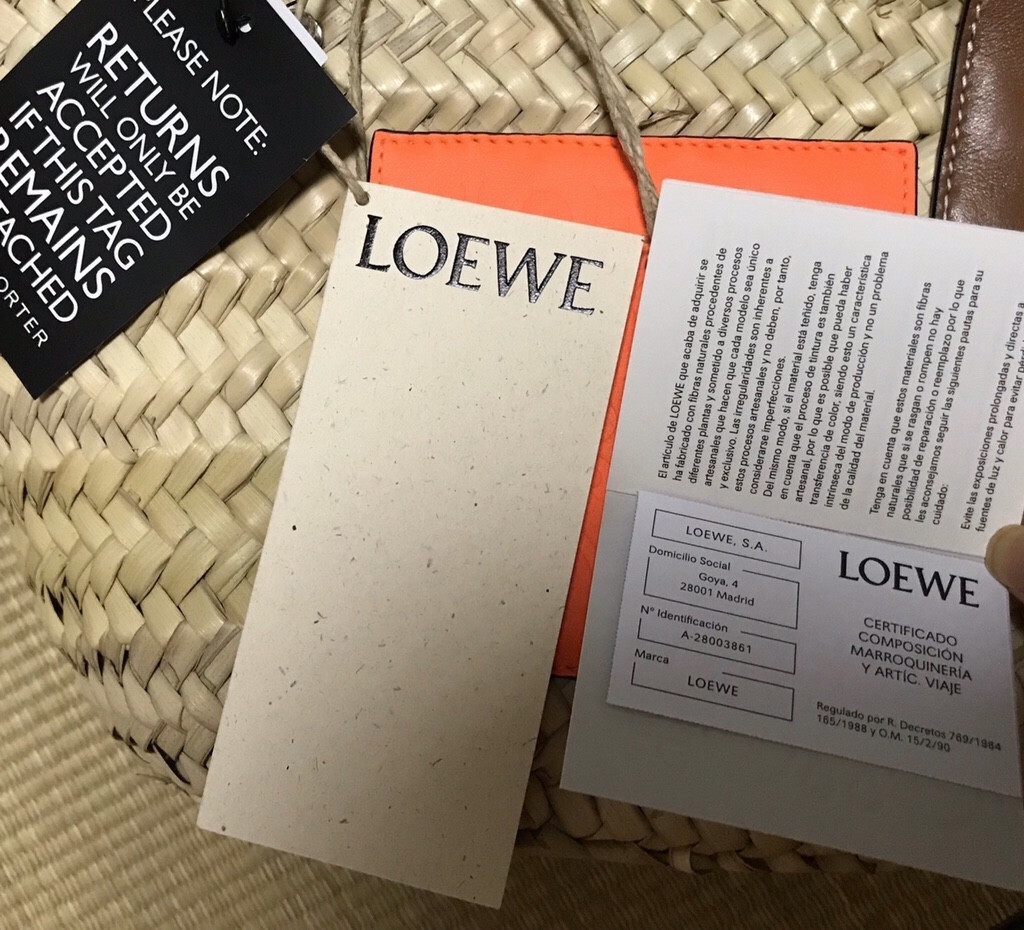 PLEASE NOTE:
RETURNS
WILL ONLY BE
ACCEPTED
IF THIS TAG
REMAINS
LOEWE
El artículo de LOEWE que acaba de adquirir se
ha fabricado con fibras naturales procedentes de
diferentes plantas y sometido a diversos procesos
artesanales que hacen que cada modelo sea único
y exclusivo. Las irregularidades son inherentes a
estos procesos artesanales y no deben, por tanto,
considerarse imperfecciones.
Del mismo modo, si el material está teñido, tenga
en cuenta que el proceso de tintura es también
artesanal, por lo que es posible que pueda haber
transferencia de color, siendo esto un característica
intrínseca del modo de producción y no un problema
de la calidad del material.
Tenga en cuenta que estos materiales son fibras
naturales que si se rasgan o rompen no hay
posibilidad de reparación o reemplazo por lo que
les aconsejamos seguir las siguientes pautas para su
cuidado:
Evite las exposiciones prolongadas y directas a
fuentes de luz y calor para evitar
LOEWE, S.A.
Domicilio Social
Goya, 4
28001 Madrid
Nº Identificación
A-28003861
Marca
LOEWE
LOEWE
CERTIFICADO
COMPOSICIÓN
MARROQUINERÍA
Y ARTÍC. VIAJE
Regulado por R. Decretos 769/1984
165/1988 y O.M. 15/2/90